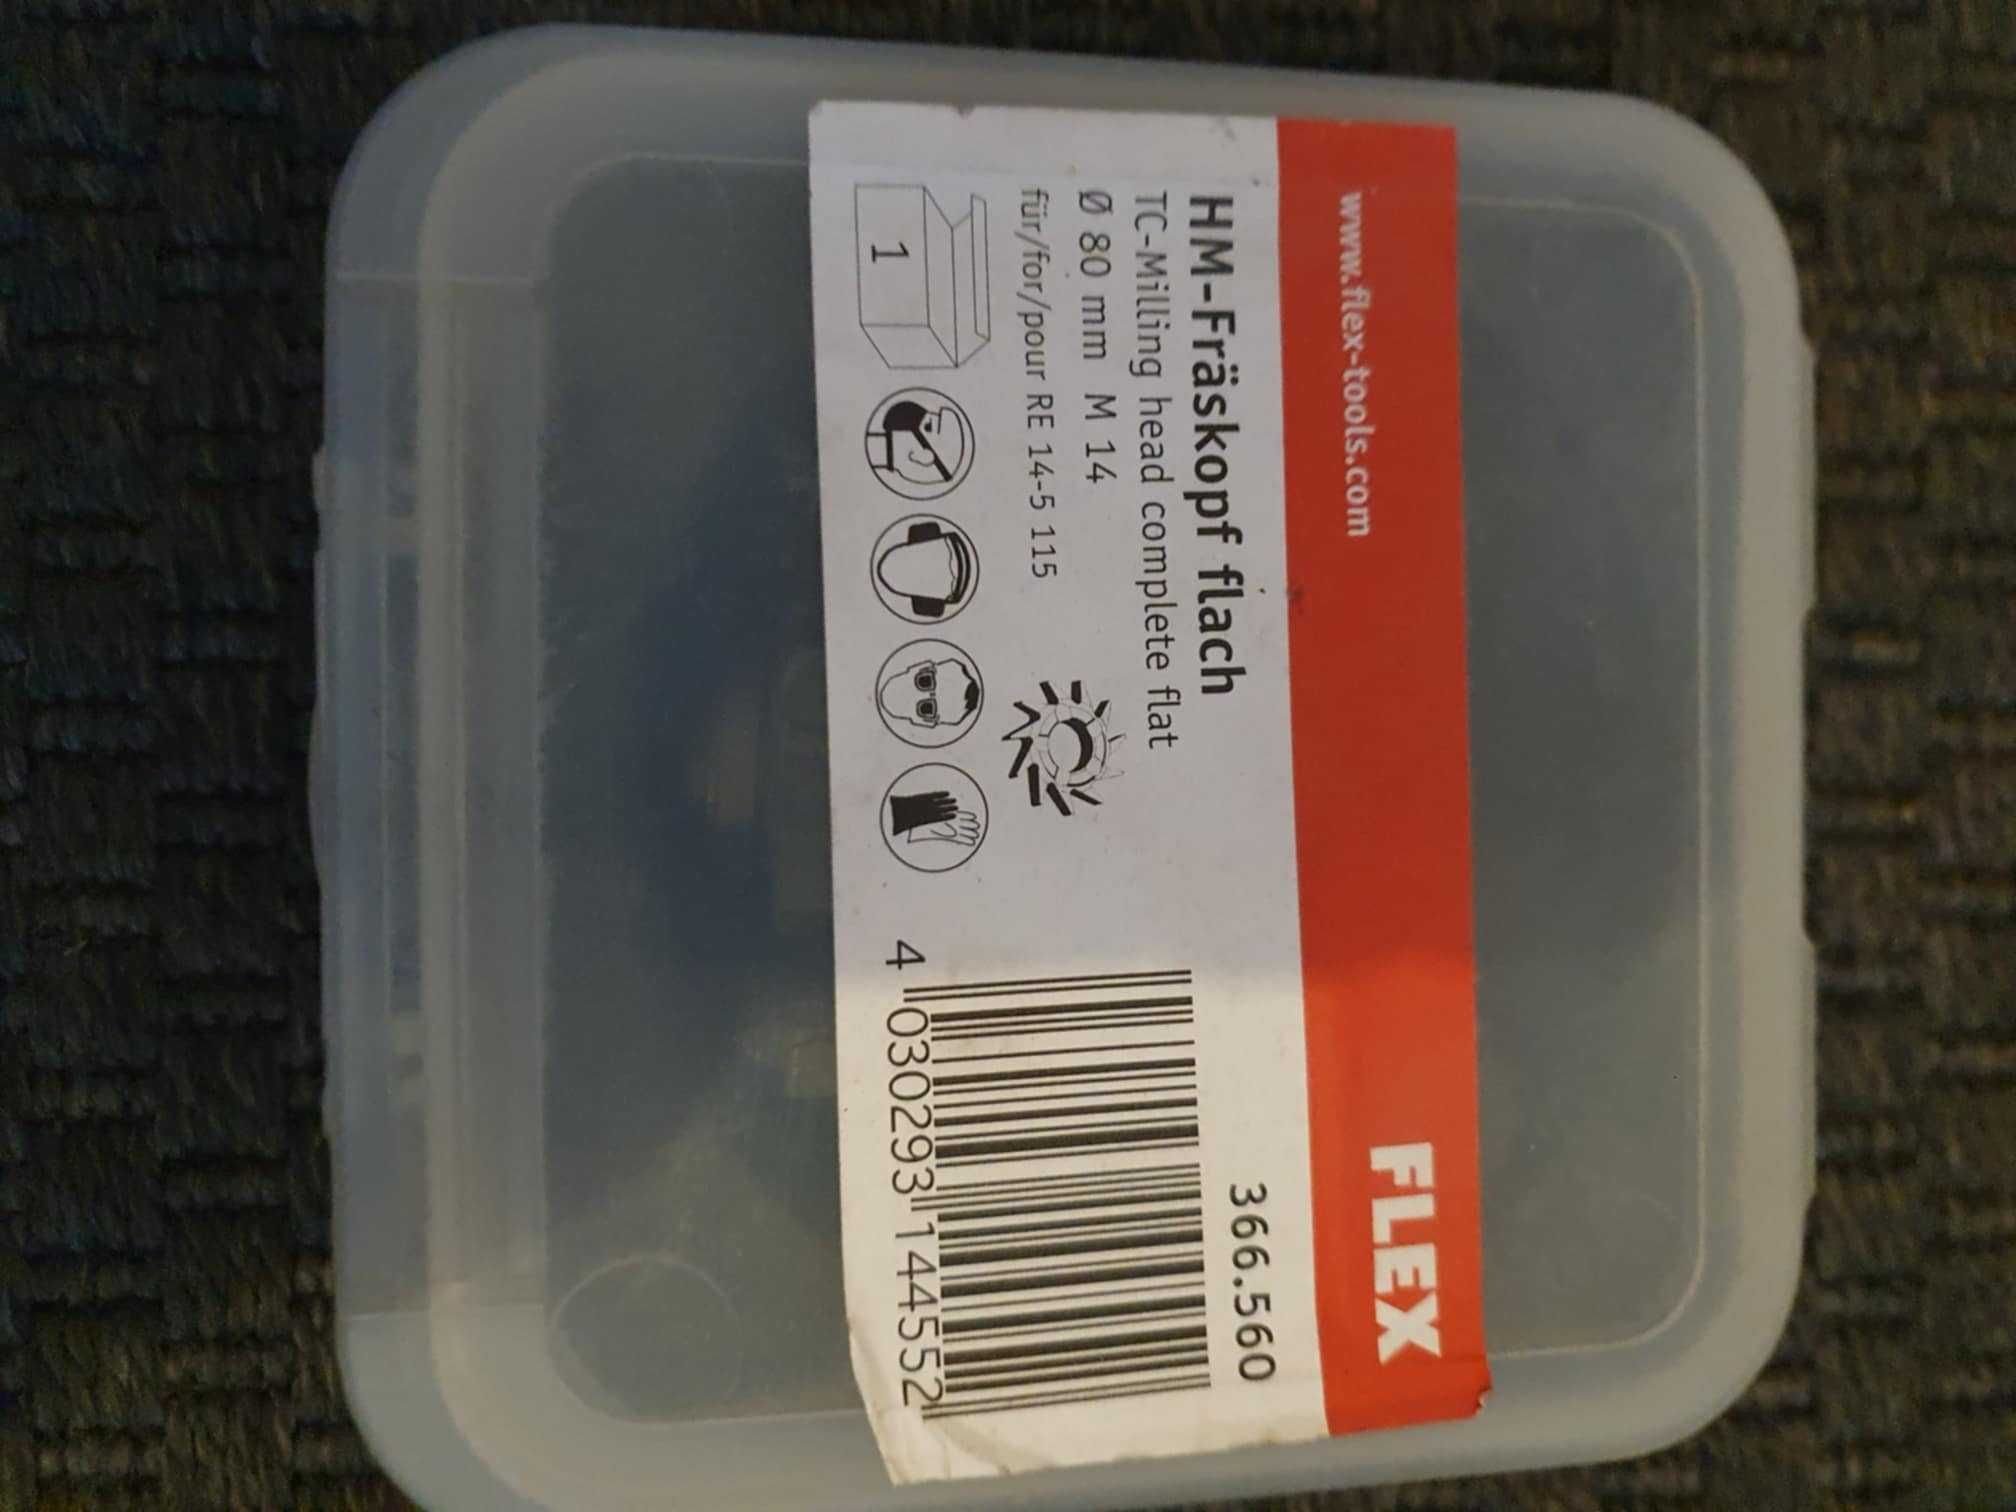 www.flex-tools.com
FLEX
366.560
HM-Fräskopf flach
TC-Milling head complete flat
Ø 80 mm M 14
für/for/pour RE 14-5 115
1
4 030293 144552